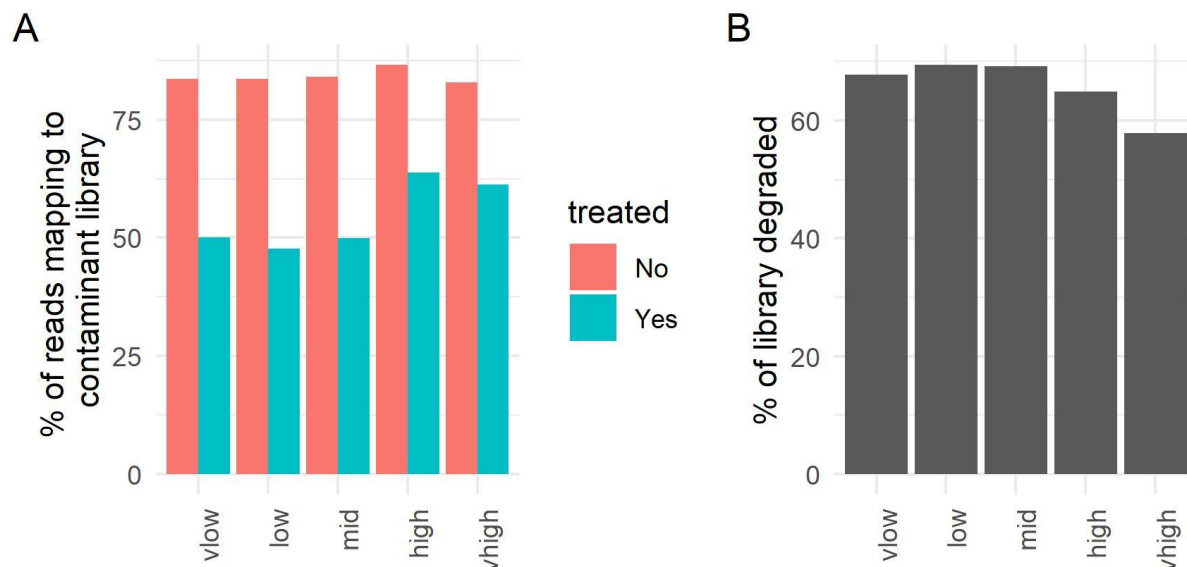 A
% of reads mapping to
contaminant library
75
50
25
0
vlow
low
mid
high
vhigh
treated
No
Yes
B
% of library degraded
60
40
20
0
vlow
low
mid
high
vhigh